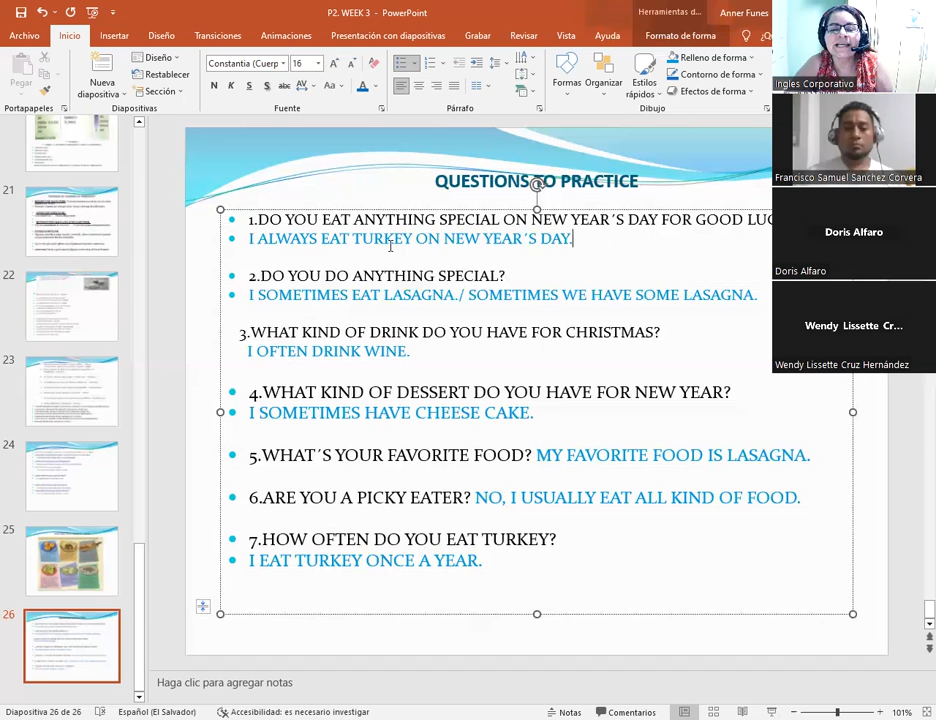 P2. WEEK 3 - PowerPoint
Herramientas d...
Anner Funes
Archivo Inicio Insertar Diseño Transiciones Animaciones Presentación con diapositivas Grabar Revisar Vista Ayuda Formato de forma ¿Qu
Pegar
Nueva diapositiva
Diseño
Restablecer
Sección
Constantia (Cuerp 16
N K S S abc AV Aa A
Formas Organizar Estilos rápidos
Relleno de forma
Contorno de forma
Efectos de forma
Portapapeles Diapositivas Fuente Párrafo Dibujo
Ingles Corporativo
Francisco Samuel Sanchez Corvera
Doris Alfaro
Doris Alfaro
Wendy Lissette Cr...
Wendy Lissette Cruz Hernández
21
22
23
24
25
26
QUESTIONS TO PRACTICE
1.DO YOU EAT ANYTHING SPECIAL ON NEW YEAR´S DAY FOR GOOD LUC
I ALWAYS EAT TURKEY ON NEW YEAR´S DAY.
2.DO YOU DO ANYTHING SPECIAL?
I SOMETIMES EAT LASAGNA./ SOMETIMES WE HAVE SOME LASAGNA.
3.WHAT KIND OF DRINK DO YOU HAVE FOR CHRISTMAS?
I OFTEN DRINK WINE.
4.WHAT KIND OF DESSERT DO YOU HAVE FOR NEW YEAR?
I SOMETIMES HAVE CHEESE CAKE.
5.WHAT´S YOUR FAVORITE FOOD? MY FAVORITE FOOD IS LASAGNA.
6.ARE YOU A PICKY EATER? NO, I USUALLY EAT ALL KIND OF FOOD.
7.HOW OFTEN DO YOU EAT TURKEY?
I EAT TURKEY ONCE A YEAR.
Haga clic para agregar notas
Diapositiva 26 de 26 Español (El Salvador) Accesibilidad: es necesario investigar Notas Comentarios 101%